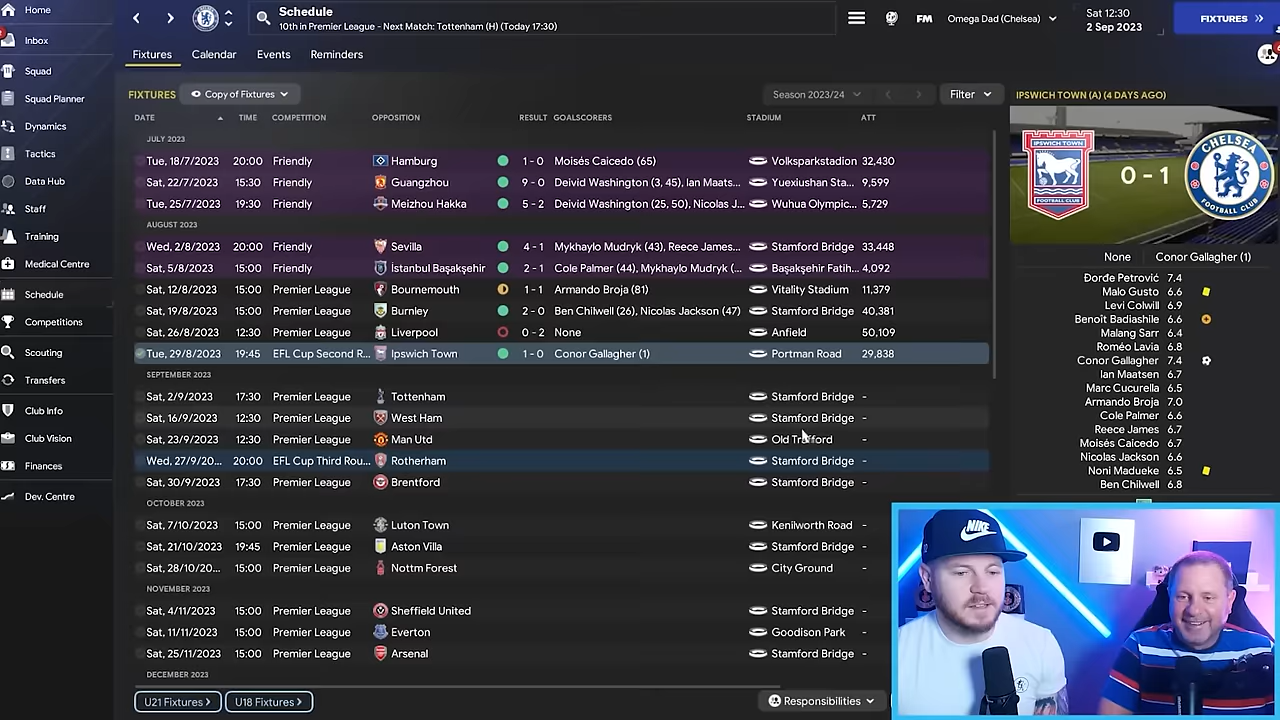 Home
Inbox
Squad
Squad Planner
Dynamics
Tactics
Data Hub
Staff
Training
Medical Centre
Schedule
Competitions
Scouting
Transfers
Club Info
Club Vision
Finances
Dev. Centre
Schedule
10th in Premier League - Next Match: Tottenham (H) (Today 17:30)
FM
Omega Dad (Chelsea)
Sat 12:30
2 Sep 2023
FIXTURES
Fixtures Calendar Events Reminders
FIXTURES Copy of Fixtures Season 2023/24 Filter
DATE TIME COMPETITION OPPOSITION RESULT GOALSCORERS STADIUM ATT
JULY 2023
Tue, 18/7/2023 20:00 Friendly Hamburg 1 - 0 Moisés Caicedo (65) Volksparkstadion 32,430
Sat, 22/7/2023 15:30 Friendly Guangzhou 9 - 0 Deivid Washington (3, 45), Ian Maats... Yuexiushan Sta... 9,599
Tue, 25/7/2023 19:30 Friendly Meizhou Hakka 5 - 2 Deivid Washington (25, 50), Nicolas J... Wuhua Olympic... 5,729
AUGUST 2023
Wed, 2/8/2023 20:00 Friendly Sevilla 4 - 1 Mykhaylo Mudryk (43), Reece James... Stamford Bridge 33,448
Sat, 5/8/2023 15:00 Friendly İstanbul Başakşehir 2 - 1 Cole Palmer (44), Mykhaylo Mudryk (... Başakşehir Fatih... 4,092
Sat, 12/8/2023 15:00 Premier League Bournemouth 1 - 1 Armando Broja (81) Vitality Stadium 11,379
Sat, 19/8/2023 15:00 Premier League Burnley 2 - 0 Ben Chilwell (26), Nicolas Jackson (47) Stamford Bridge 40,381
Sat, 26/8/2023 12:30 Premier League Liverpool 0 - 2 None Anfield 50,109
Tue, 29/8/2023 19:45 EFL Cup Second R... Ipswich Town 1 - 0 Conor Gallagher (1) Portman Road 29,838
SEPTEMBER 2023
Sat, 2/9/2023 17:30 Premier League Tottenham Stamford Bridge -
Sat, 16/9/2023 12:30 Premier League West Ham Stamford Bridge -
Sat, 23/9/2023 12:30 Premier League Man Utd Old Trafford -
Wed, 27/9/20... 20:00 EFL Cup Third Rou... Rotherham Stamford Bridge -
Sat, 30/9/2023 17:30 Premier League Brentford Stamford Bridge -
OCTOBER 2023
Sat, 7/10/2023 15:00 Premier League Luton Town Kenilworth Road -
Sat, 21/10/2023 19:45 Premier League Aston Villa Stamford Bridge -
Sat, 28/10/20... 15:00 Premier League Nottm Forest City Ground -
NOVEMBER 2023
Sat, 4/11/2023 15:00 Premier League Sheffield United Stamford Bridge -
Sat, 11/11/2023 15:00 Premier League Everton Goodison Park -
Sat, 25/11/2023 15:00 Premier League Arsenal Stamford Bridge -
DECEMBER 2023
U21 Fixtures U18 Fixtures Responsibilities
IPSWICH TOWN (A) (4 DAYS AGO)
IPSWICH TOWN
FOOTBALL CLUB
0 - 1
CHELSEA
FOOTBALL CLUB
None Conor Gallagher (1)
Đorđe Petrović 7.4
Malo Gusto 6.6
Levi Colwill 6.9
Benoît Badiashile 6.6
Malang Sarr 6.4
Roméo Lavia 6.8
Conor Gallagher 7.4
Ian Maatsen 6.7
Marc Cucurella 6.5
Armando Broja 7.0
Cole Palmer 6.6
Reece James 6.7
Moisés Caicedo 6.7
Nicolas Jackson 6.6
Noni Madueke 6.5
Ben Chilwell 6.8
NIKE